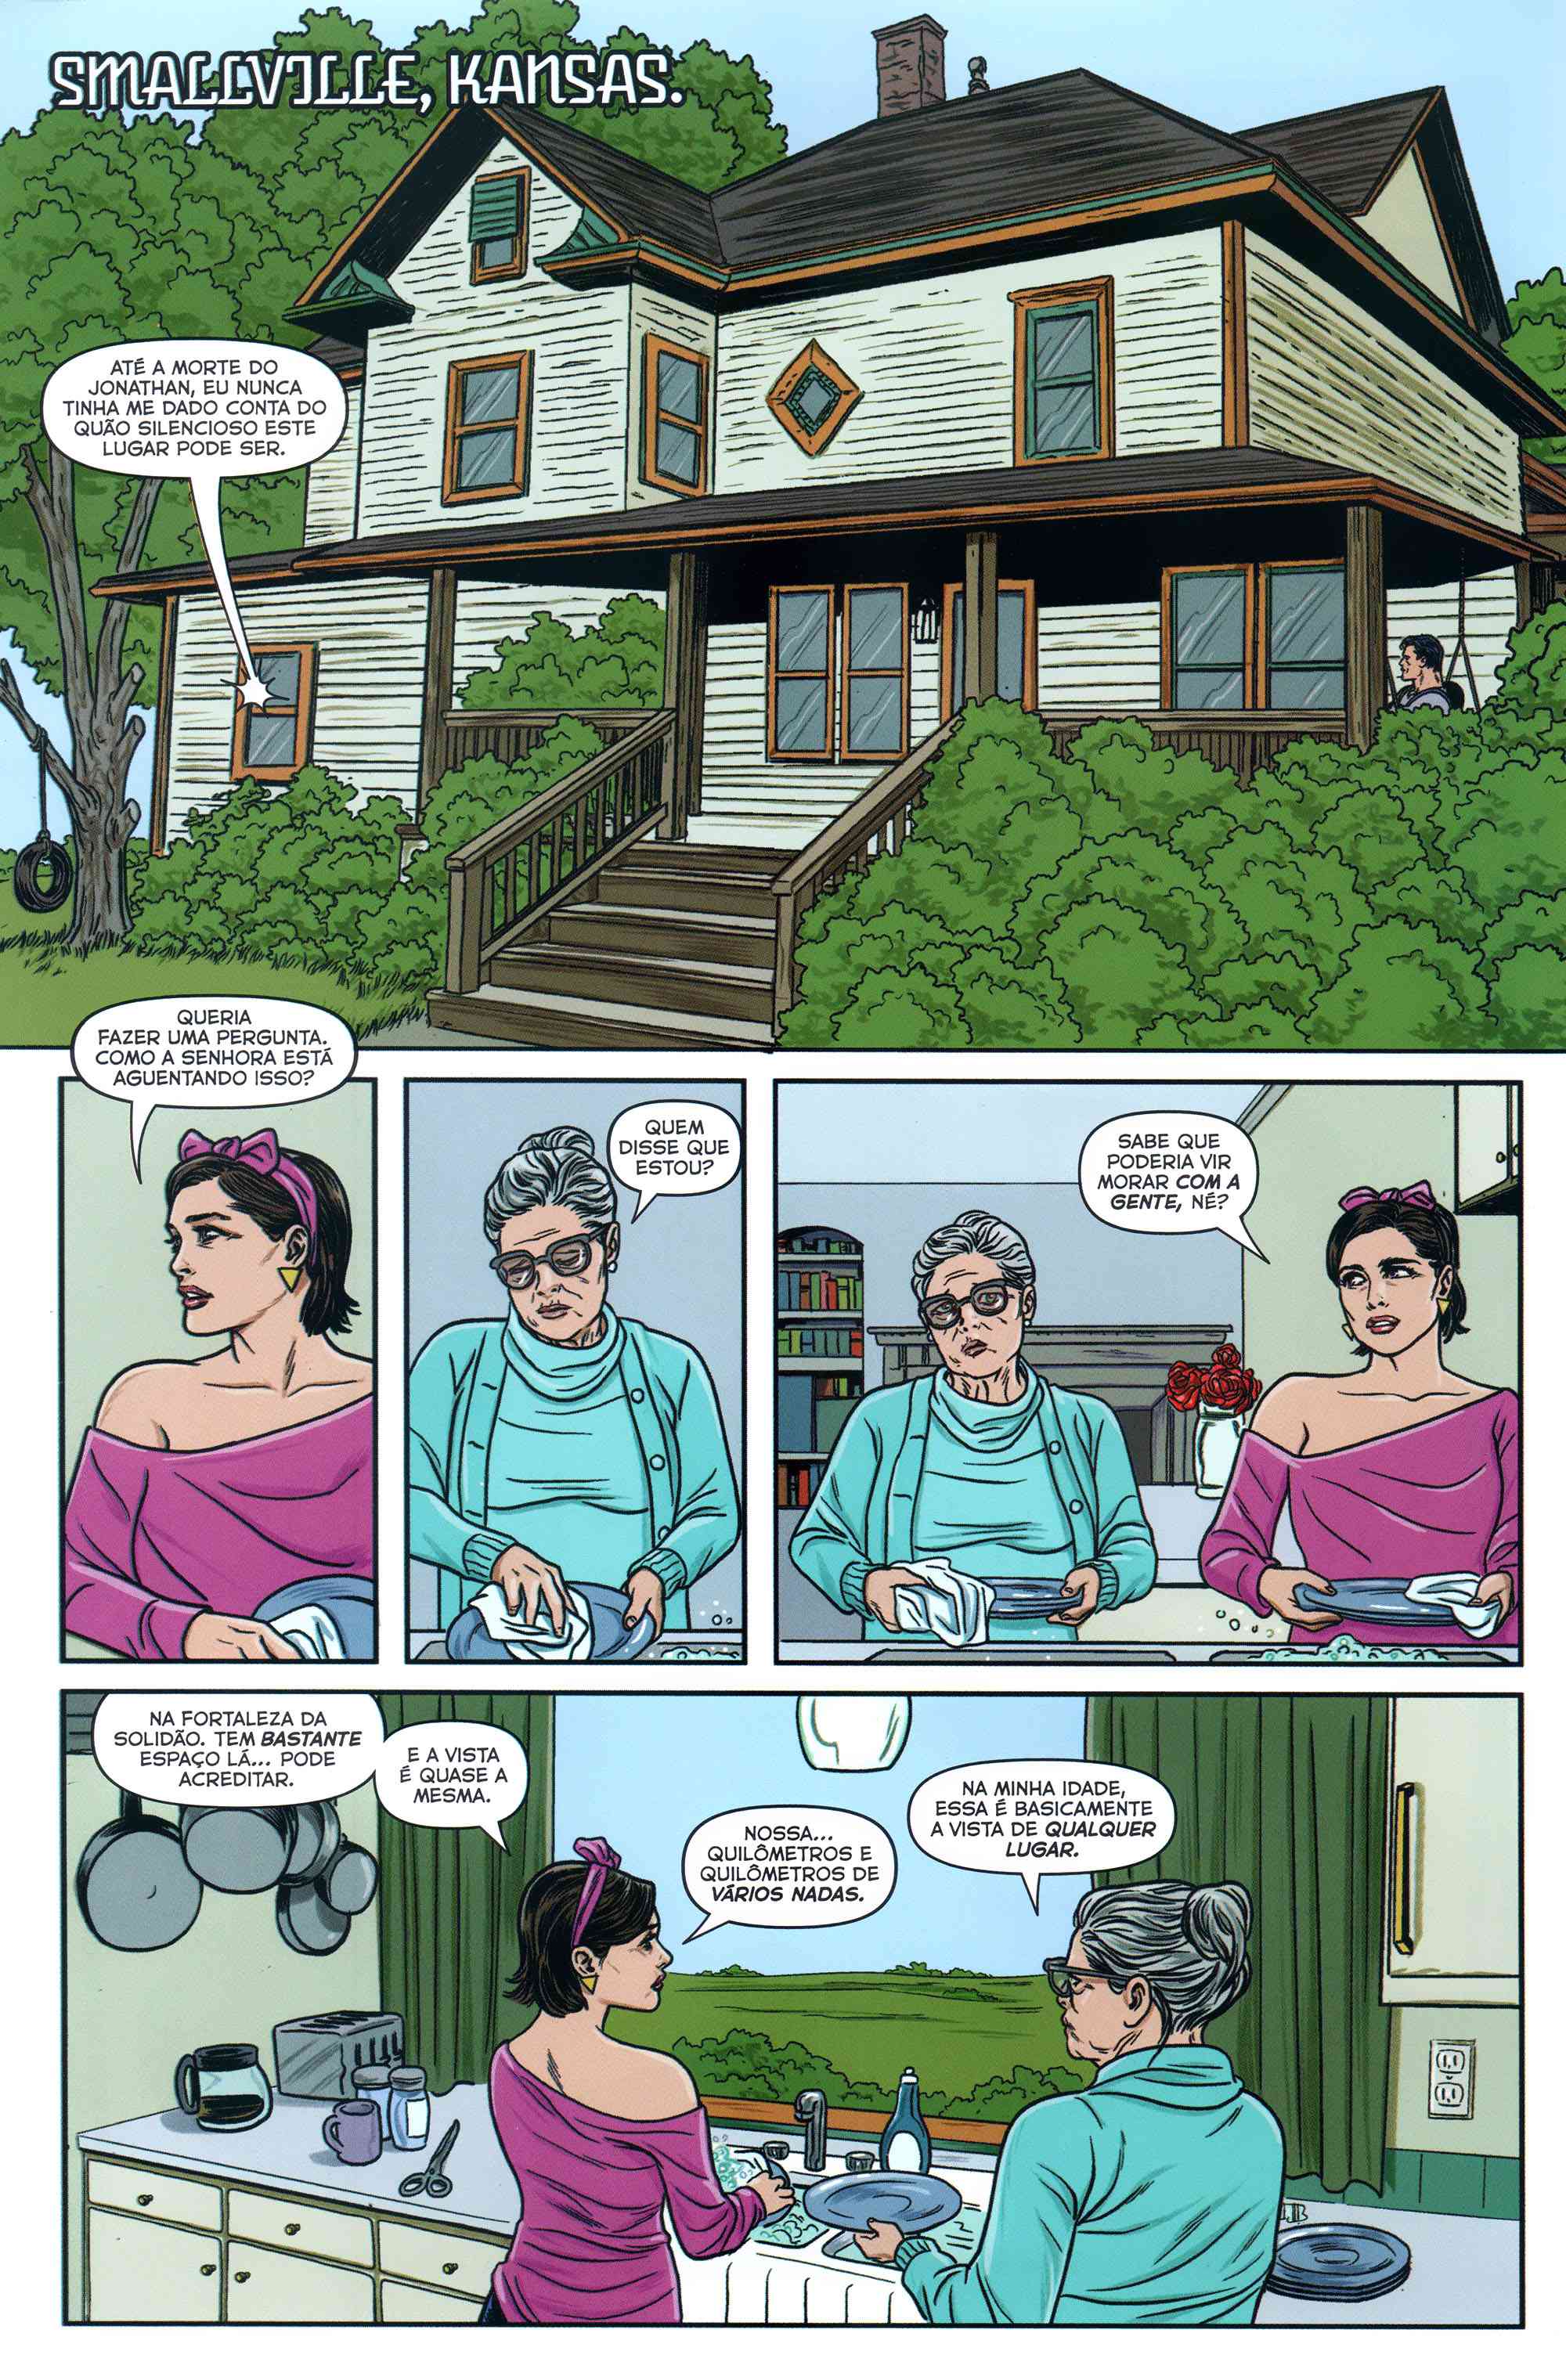 SMALLVILLE, KANSAS.
ATÉ A MORTE DO
JONATHAN, EU NUNCA
TINHA ME DADO CONTA DO
QUÃO SILENCIOSO ESTE
LUGAR PODE SER.
QUERIA
FAZER UMA PERGUNTA.
COMO A SENHORA ESTÁ
AGUENTANDO ISSO?
QUEM
DISSE QUE
ESTOU?
SABE QUE
PODERIA VIR
MORAR COM A
GENTE, NÉ?
NA FORTALEZA DA
SOLIDÃO. TEM BASTANTE
ESPAÇO LÁ... PODE
ACREDITAR.
E A VISTA
É QUASE A
MESMA.
NOSSA...
QUILÔMETROS E
QUILÔMETROS DE
VÁRIOS NADAS.
NA MINHA IDADE,
ESSA É BASICAMENTE
A VISTA DE QUALQUER
LUGAR.